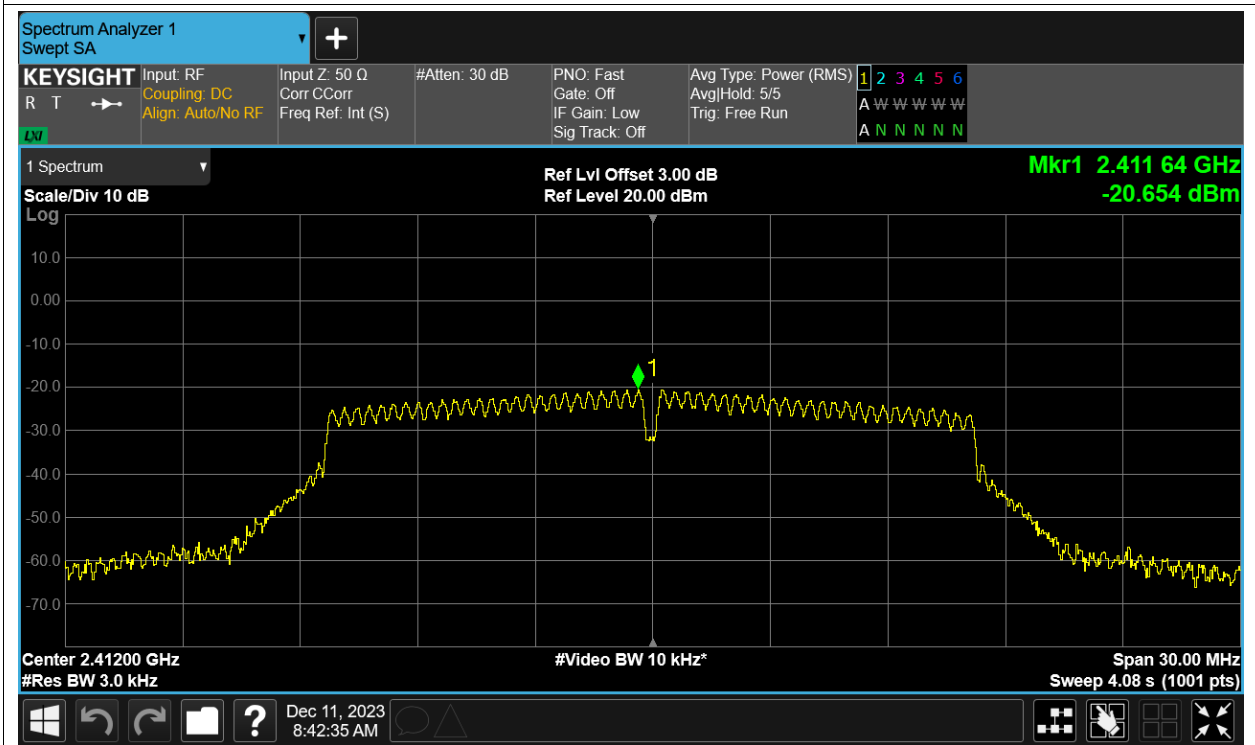 Spectrum Analyzer 1
Swept SA
KEYSIGHT
R T
LXI
Input: RF
Coupling: DC
Align: Auto/No RF
Input Z: 50 Ω
Corr CCorr
Freq Ref: Int (S)
#Atten: 30 dB
PNO: Fast
Gate: Off
IF Gain: Low
Sig Track: Off
Avg Type: Power (RMS)
Avg|Hold: 5/5
Trig: Free Run
1 2 3 4 5 6
A W W W W W
A N N N N N
1 Spectrum
Scale/Div 10 dB
Log
Ref Lvl Offset 3.00 dB
Ref Level 20.00 dBm
Mkr1 2.411 64 GHz
-20.654 dBm
10.0
0.00
-10.0
1
-20.0
-30.0
-40.0
-50.0
-60.0
-70.0
Center 2.41200 GHz
#Res BW 3.0 kHz
#Video BW 10 kHz*
Span 30.00 MHz
Sweep 4.08 s (1001 pts)
?
Dec 11, 2023
8:42:35 AM